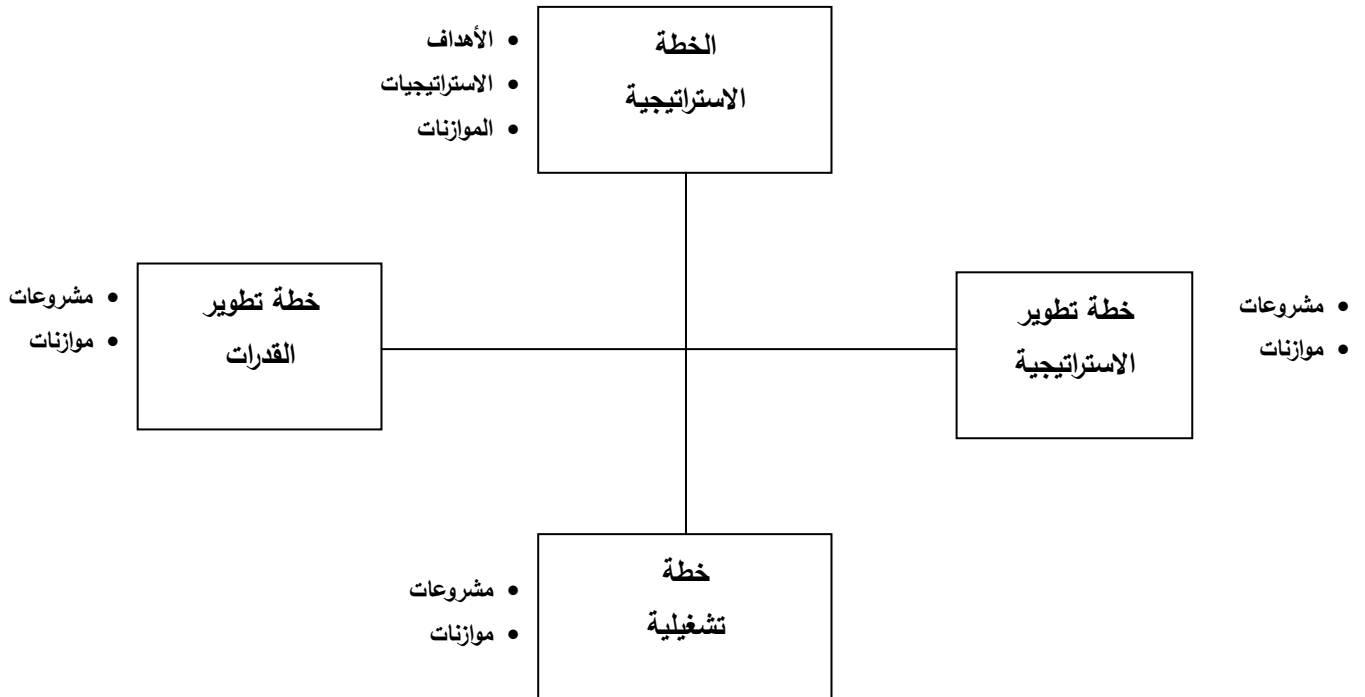 الخطة
الاستراتيجية
• الأهداف
• الاستراتيجيات
• الموازنات
• مشروعات
• موازنات
خطة تطوير
الاستراتيجية
خطة تطوير
القدرات
• مشروعات
• موازنات
خطة
تشغيلية
• مشروعات
• موازنات